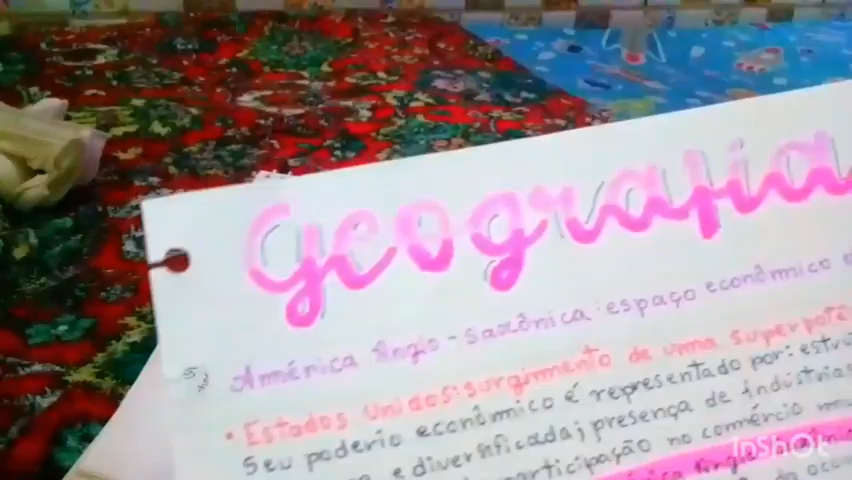 Geografia
América Anglo-saxônica: espaço econômico
• Estados Unidos: surgimento de uma superpotê
Seu poderio econômico é representado por: estru
e diversificada; presença de indústrias
participação no comércio
InShOt